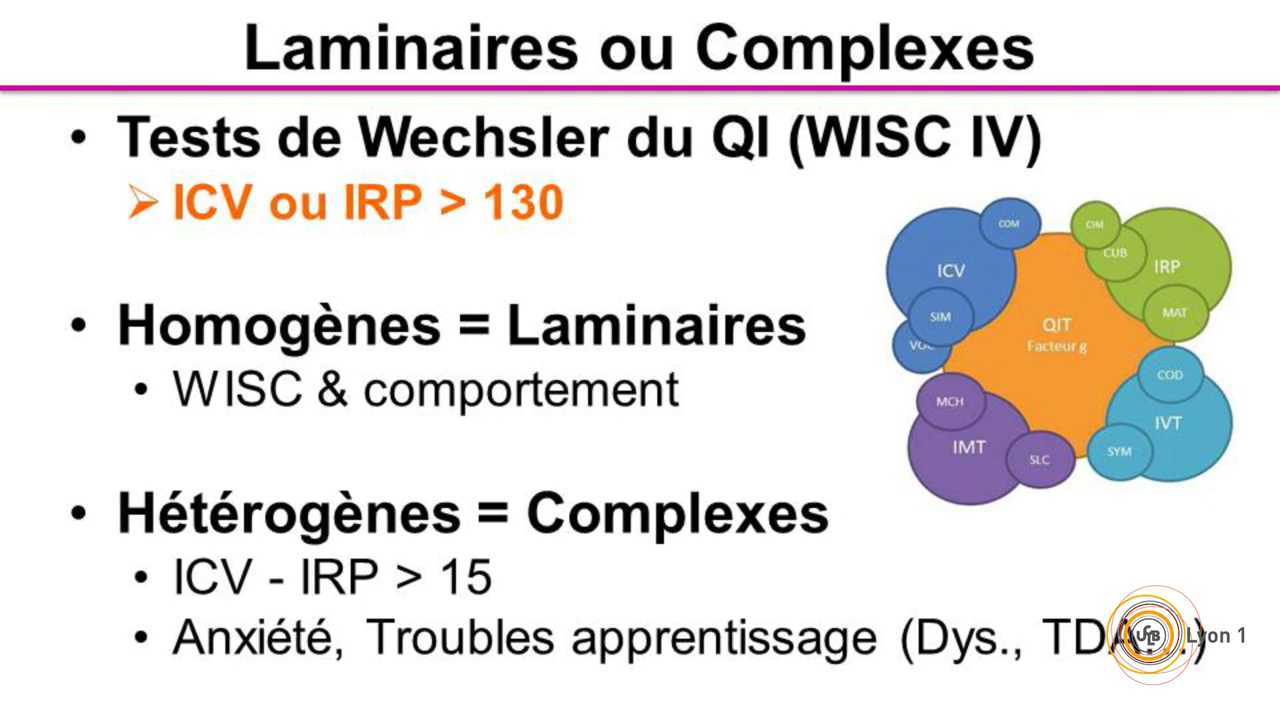 Laminaires ou Complexes
• Tests de Wechsler du QI (WISC IV)
➢ ICV ou IRP > 130
• Homogènes = Laminaires
• WISC & comportement
• Hétérogènes = Complexes
• ICV - IRP > 15
• Anxiété, Troubles apprentissage (Dys.,
COM
ICV
SIM
CIM
CUB
IRP
MAT
QIT
Facteur g
COD
IVT
SYM
MCH
IMT
SLC
Lyon 1